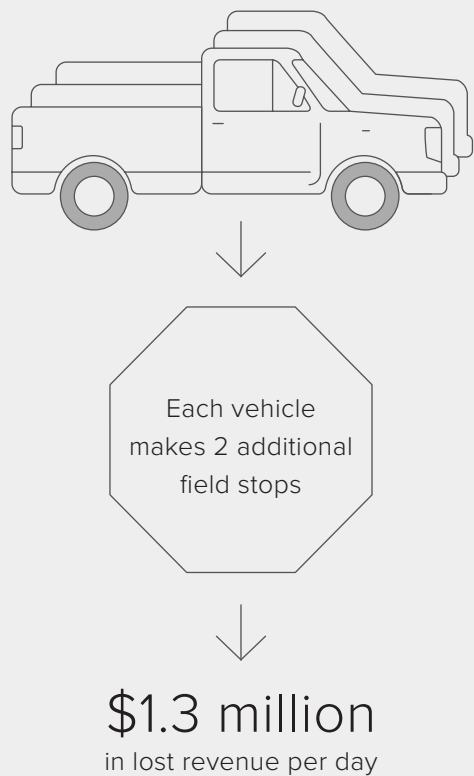 Each vehicle
makes 2 additional
field stops
$1.3 million
in lost revenue per day